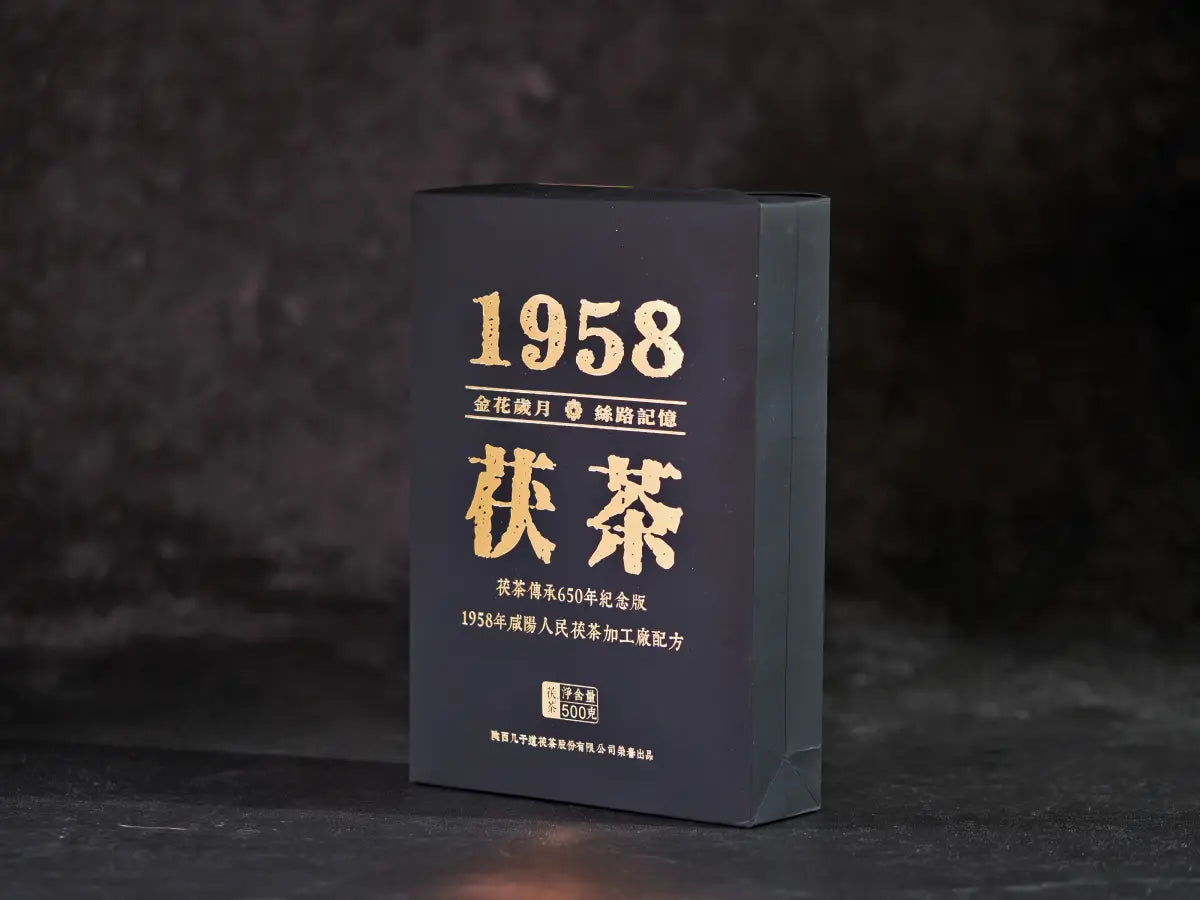 1958
金花歲月 絲路記憶
茯茶
茯茶傳承650年紀念版
1958年咸陽人民茯茶加工廠配方
茯茶 淨含量
500克
陝西几于道茯茶股份有限公司榮譽出品